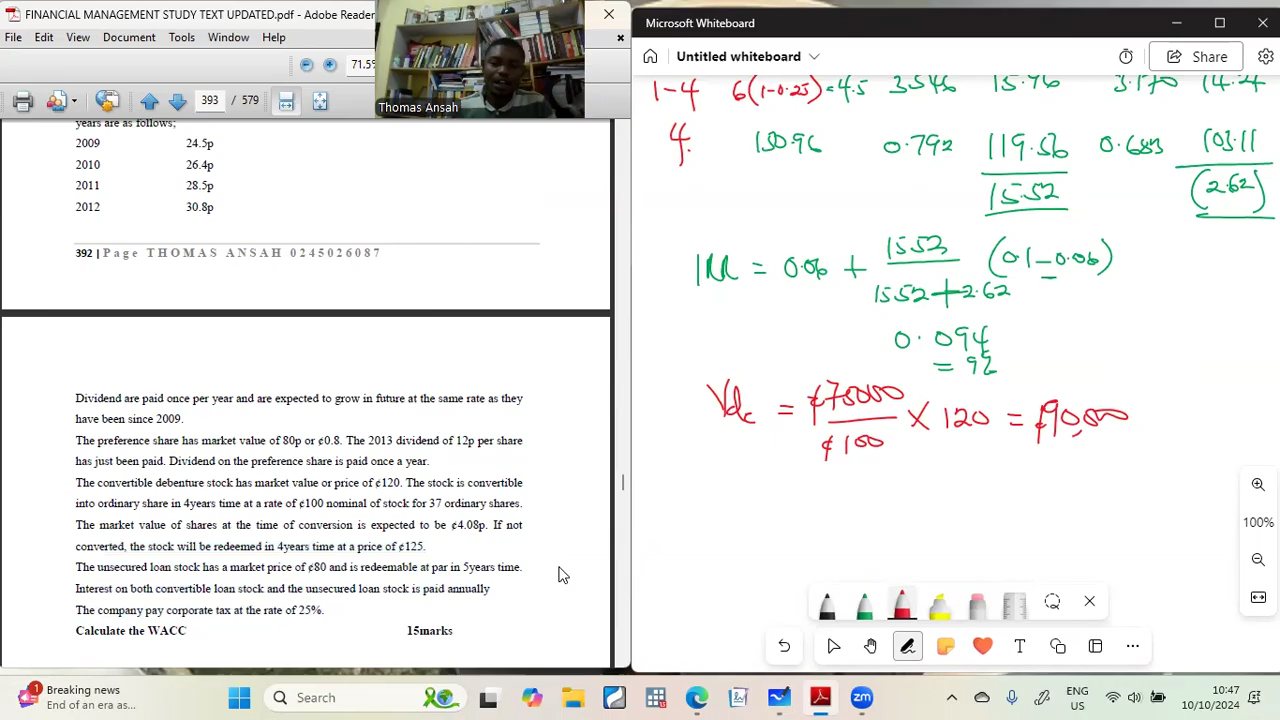 FINANCIAL MANAGEMENT STUDY TEXT UPDATED.pdf - Adobe Reader
File Edit View Document Tools Window Help
393 / 579
71.5
Thomas Ansah
years are as follows;
2009 24.5p
2010 26.4p
2011 28.5p
2012 30.8p
392 | Page THOMAS ANSAH 0245026087
Dividend are paid once per year and are expected to grow in future at the same rate as they
have been since 2009.
The preference share has market value of 80p or ¢0.8. The 2013 dividend of 12p per share
has just been paid. Dividend on the preference share is paid once a year.
The convertible debenture stock has market value or price of ¢120. The stock is convertible
into ordinary share in 4years time at a rate of ¢100 nominal of stock for 37 ordinary shares.
The market value of shares at the time of conversion is expected to be ¢4.08p. If not
converted, the stock will be redeemed in 4years time at a price of ¢125.
The unsecured loan stock has a market price of ¢80 and is redeemable at par in 5years time.
Interest on both convertible loan stock and the unsecured loan stock is paid annually
The company pay corporate tax at the rate of 25%.
Calculate the WACC 15marks
Microsoft Whiteboard
Untitled whiteboard
Share
1-4 6(1-0.25)=4.5 3.546 15.96
4. 150.96 0.792 119.56 0.683 103.11
15.52 (2.62)
IRR = 0.06 + 15.52 (0.1-0.06)
15.52+2.62
0.094
Vdc = × 120 = ¢90,000
¢100
100%
Breaking news
End of an era as...
1
Search
ENG
US
10:47
10/10/2024